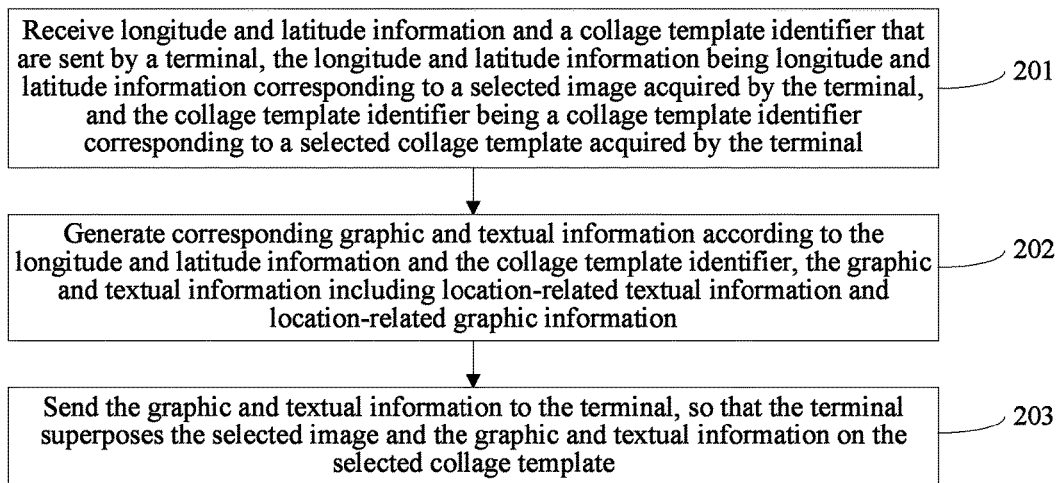 Receive longitude and latitude information and a collage template identifier that
are sent by a terminal, the longitude and latitude information being longitude and
latitude information corresponding to a selected image acquired by the terminal,
and the collage template identifier being a collage template identifier
corresponding to a selected collage template acquired by the terminal
201
Generate corresponding graphic and textual information according to the
longitude and latitude information and the collage template identifier, the graphic
and textual information including location-related textual information and
location-related graphic information
202
Send the graphic and textual information to the terminal, so that the terminal
superposes the selected image and the graphic and textual information on the
selected collage template
203